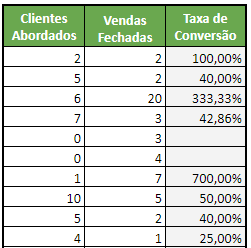 Clientes Abordados Vendas Fechadas Taxa de Conversão
2 2 100,00%
5 2 40,00%
6 20 333,33%
7 3 42,86%
0 3
0 4
1 7 700,00%
10 5 50,00%
5 2 40,00%
4 1 25,00%